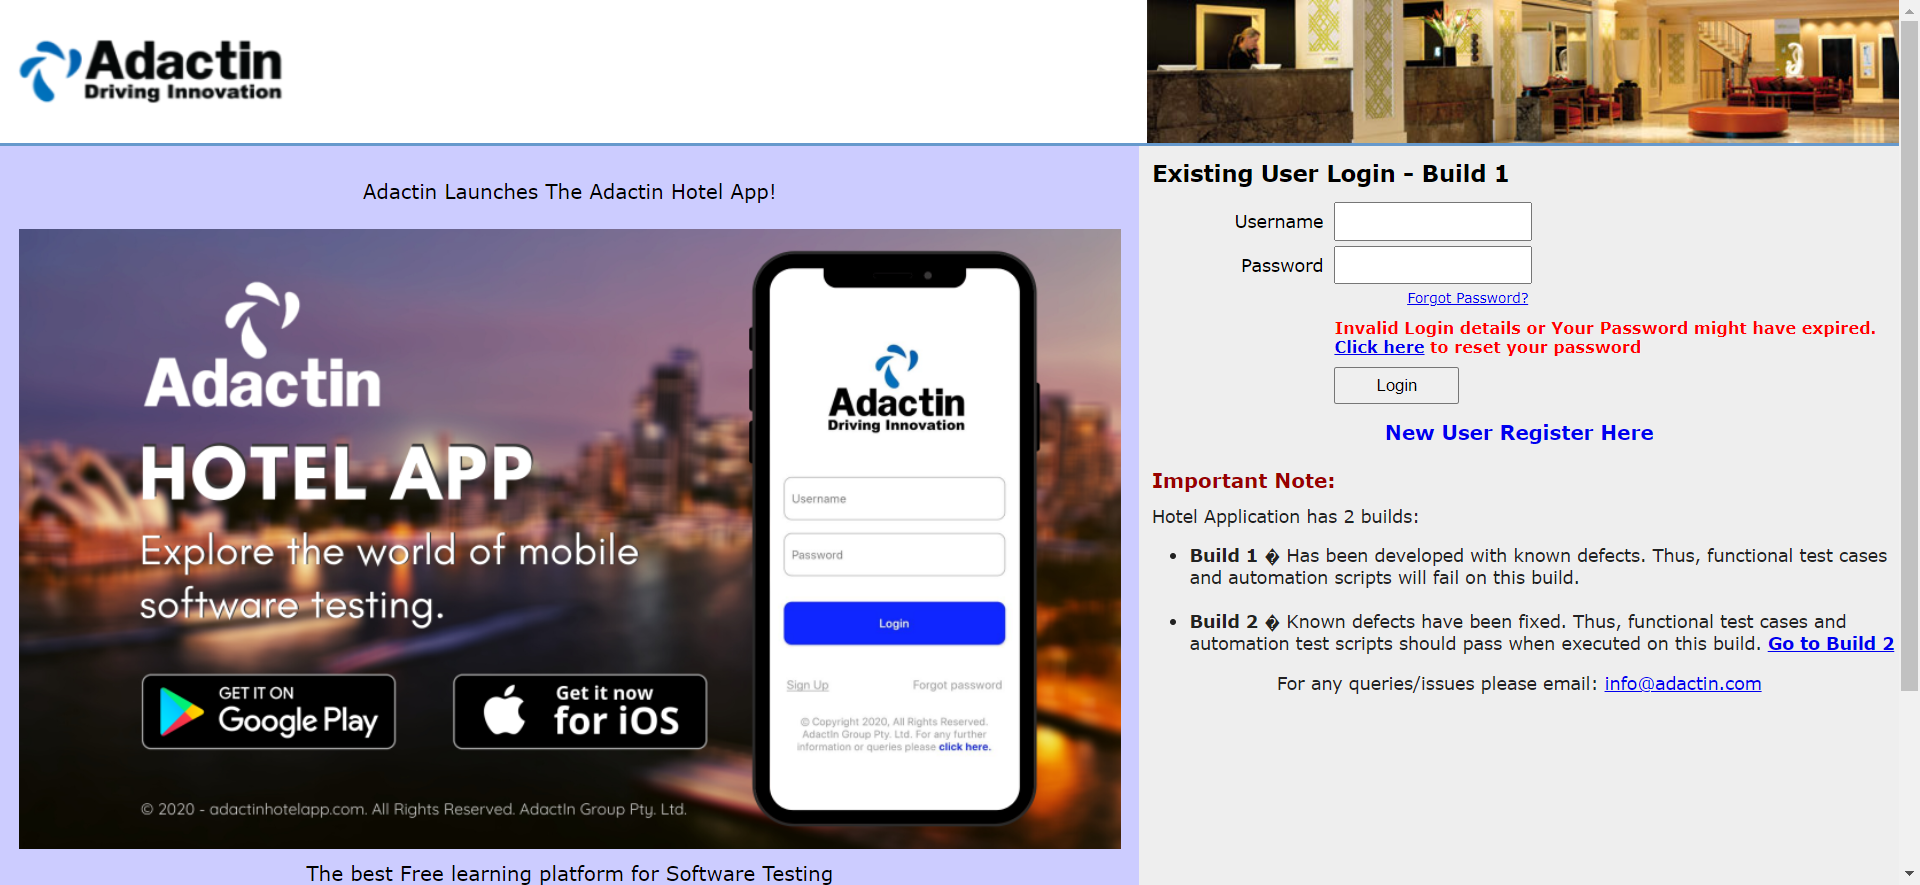 Adactin
Driving Innovation
Adactin Launches The Adactin Hotel App!
Adactin
HOTEL APP
Explore the world of mobile
software testing.
GET IT ON
Google Play
Get it now
for iOS
© 2020 - adactinhotelapp.com. All Rights Reserved. AdactIn Group Pty. Ltd.
Adactin
Driving Innovation
Username
Password
Login
Sign Up Forgot password
© Copyright 2020, All Rights Reserved.
AdactIn Group Pty. Ltd. For any further
information or queries please click here.
The best Free learning platform for Software Testing
Existing User Login - Build 1
Username
Password
Forgot Password?
Invalid Login details or Your Password might have expired.
Click here to reset your password
Login
New User Register Here
Important Note:
Hotel Application has 2 builds:
• Build 1 � Has been developed with known defects. Thus, functional test cases
and automation scripts will fail on this build.
• Build 2 � Known defects have been fixed. Thus, functional test cases and
automation test scripts should pass when executed on this build. Go to Build 2
For any queries/issues please email: info@adactin.com